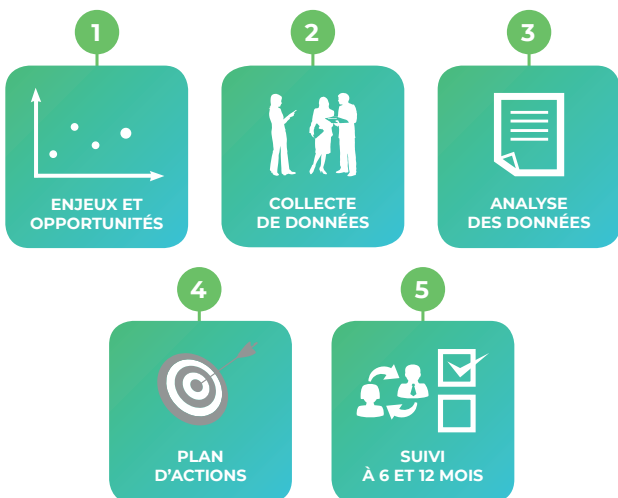 1
ENJEUX ET
OPPORTUNITÉS
2
COLLECTE
DE DONNÉES
3
ANALYSE
DES DONNÉES
4
PLAN
D'ACTIONS
5
SUIVI
À 6 ET 12 MOIS